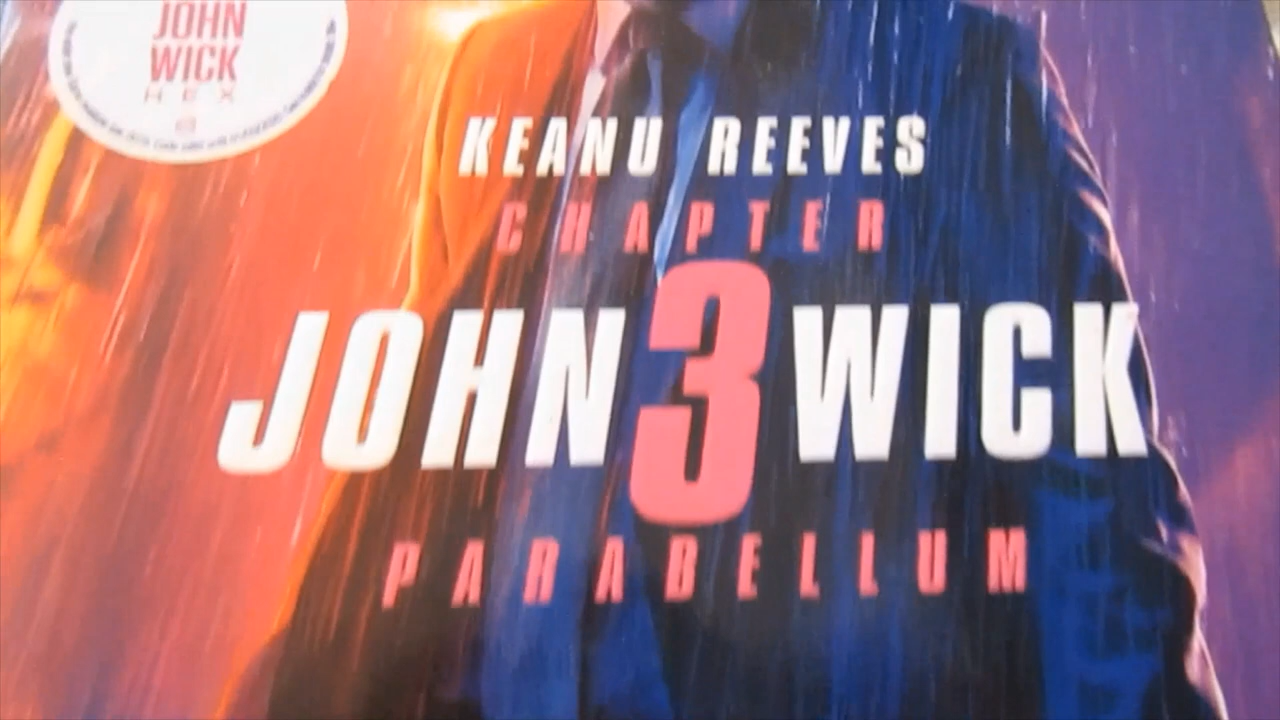 JOHN
WICK
HEX
KEANU REEVES
CHAPTER
3
JOHN WICK
PARABELLUM